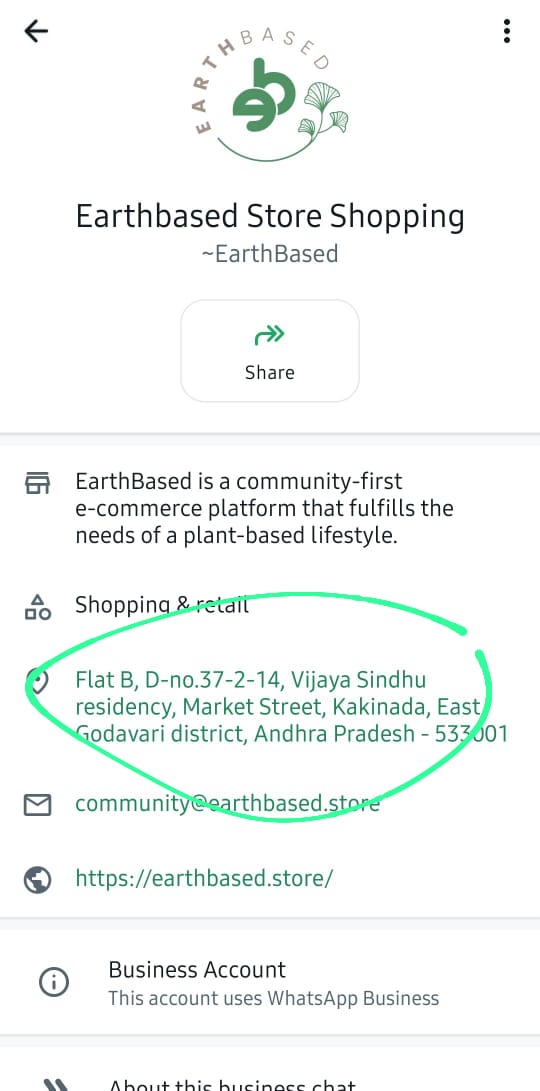 EARTHBASED
eb
Earthbased Store Shopping
~EarthBased
Share
EarthBased is a community-first
e-commerce platform that fulfills the
needs of a plant-based lifestyle.
Shopping & retail
Flat B, D-no.37-2-14, Vijaya Sindhu
residency, Market Street, Kakinada, East
Godavari district, Andhra Pradesh - 533001
community@earthbased.store
https://earthbased.store/
Business Account
This account uses WhatsApp Business
About this business chat